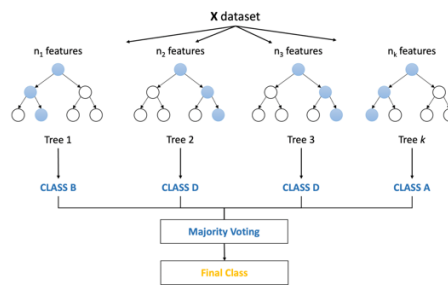 X dataset
n₁ features n₂ features n₃ features nₖ features
Tree 1 Tree 2 Tree 3 Tree k
CLASS B CLASS D CLASS D CLASS A
Majority Voting
Final Class